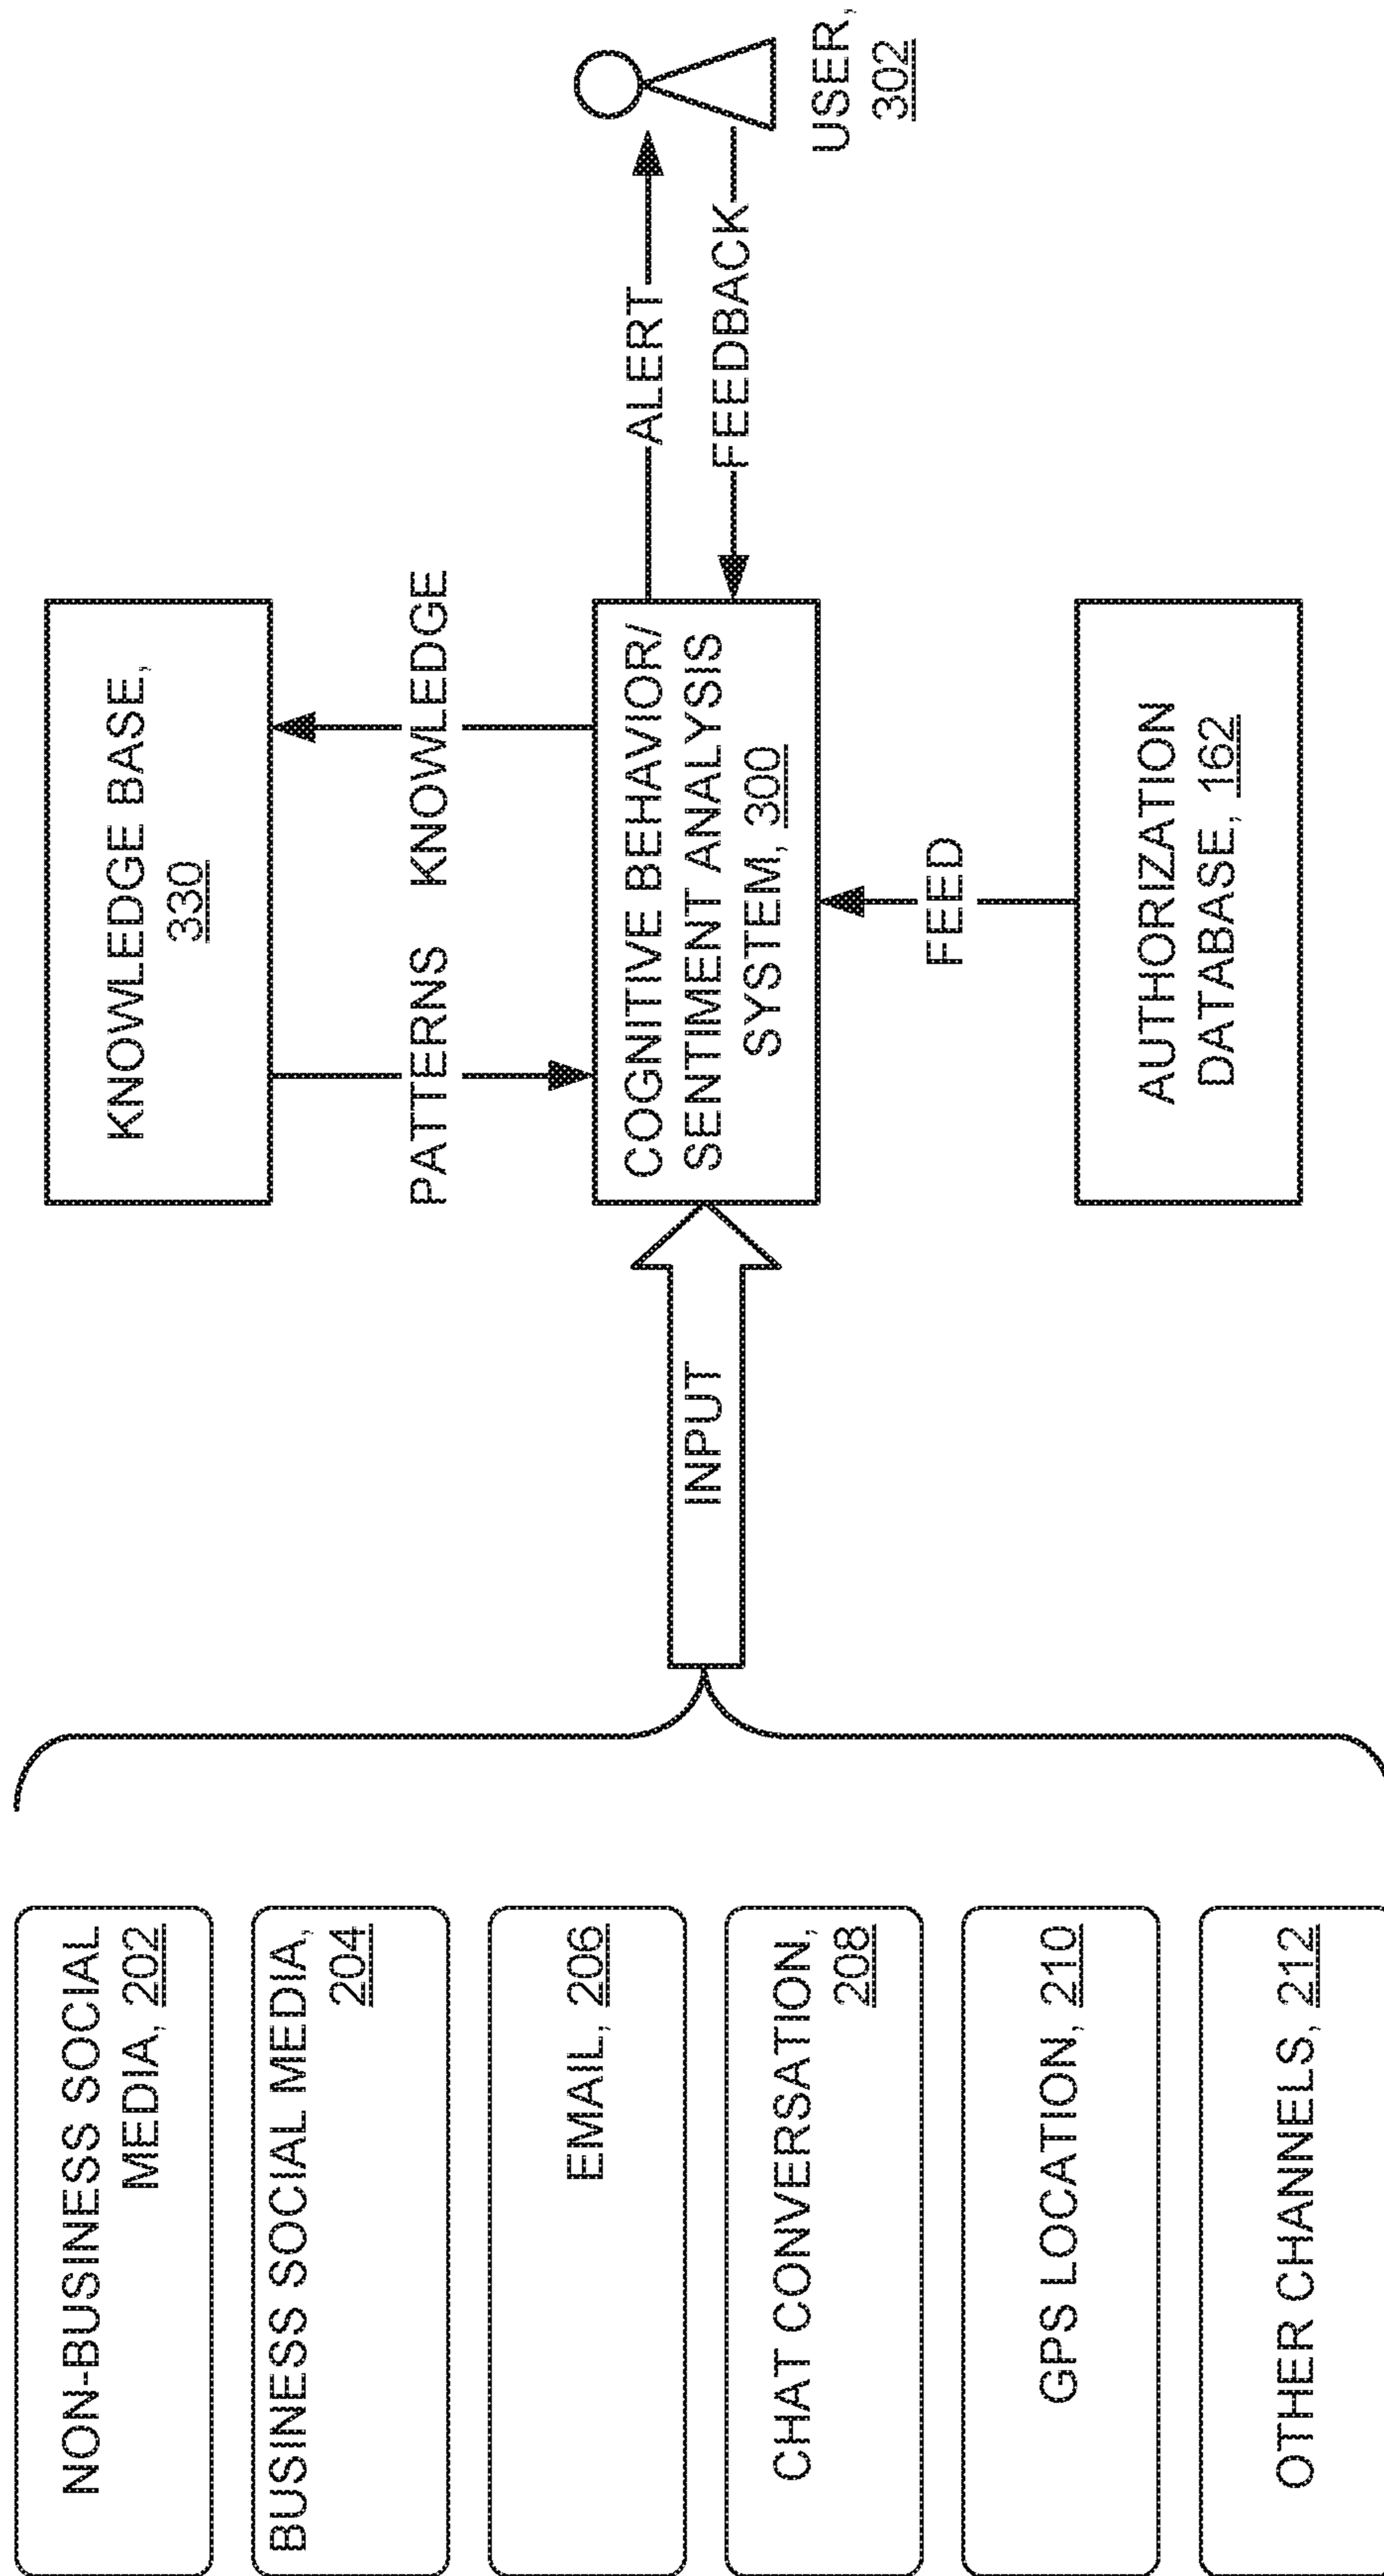 NON-BUSINESS SOCIAL
MEDIA, 202
BUSINESS SOCIAL MEDIA,
204
EMAIL, 206
CHAT CONVERSATION,
208
GPS LOCATION, 210
OTHER CHANNELS, 212
INPUT
KNOWLEDGE BASE,
330
PATTERNS
KNOWLEDGE
COGNITIVE BEHAVIOR/
SENTIMENT ANALYSIS
SYSTEM, 300
FEED
AUTHORIZATION
DATABASE, 162
ALERT
FEEDBACK
USER,
302